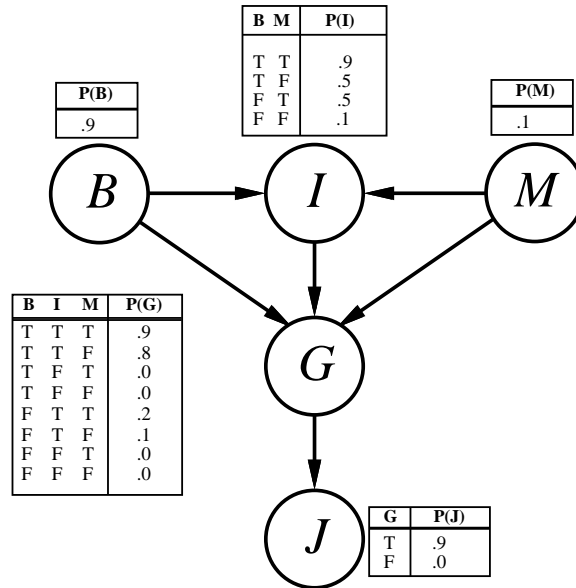 B M P(I)
T T .9
T F .5
F T .5
F F .1
P(B)
.9
P(M)
.1
B
I
M
B I M P(G)
T T T .9
T T F .8
T F T .0
T F F .0
F T T .2
F T F .1
F F T .0
F F F .0
G
J
G P(J)
T .9
F .0